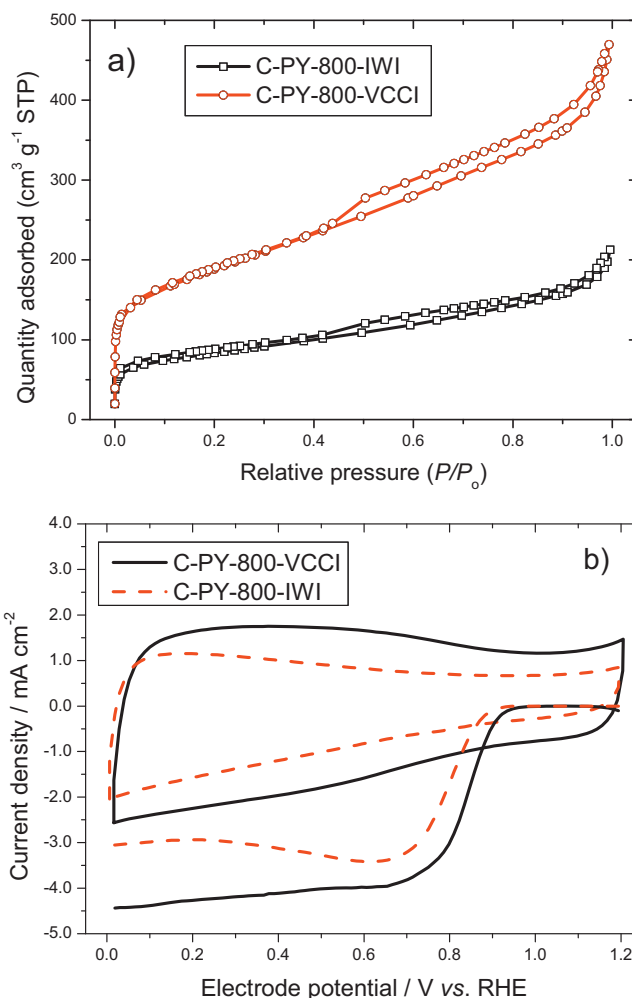 a)
C-PY-800-IWI
C-PY-800-VCCI
Quantity adsorbed (cm³ g⁻¹ STP)
500
400
300
200
100
0
0.0 0.2 0.4 0.6 0.8 1.0
Relative pressure (P/Pₒ)
b)
C-PY-800-VCCI
C-PY-800-IWI
Current density / mA cm⁻²
4.0
3.0
2.0
1.0
0.0
-1.0
-2.0
-3.0
-4.0
-5.0
0.0 0.2 0.4 0.6 0.8 1.0 1.2
Electrode potential / V vs. RHE